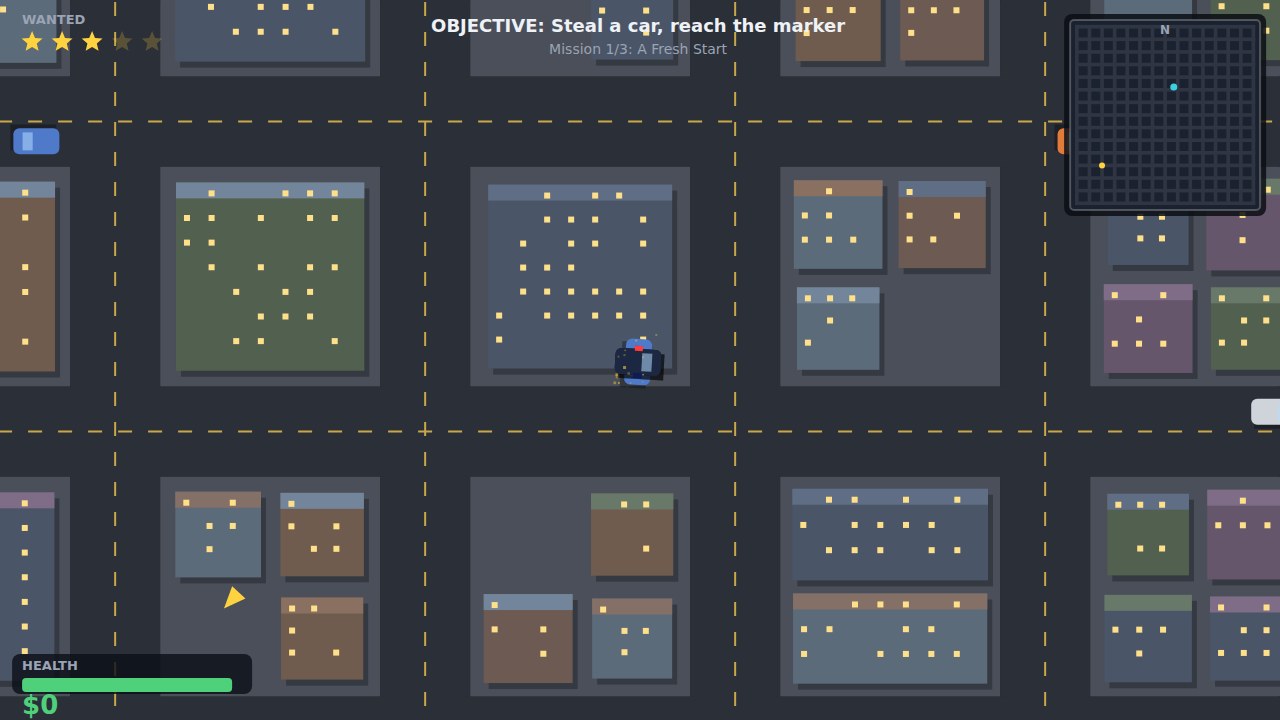 WANTED
OBJECTIVE: Steal a car, reach the marker
Mission 1/3: A Fresh Start
N
HEALTH
$0